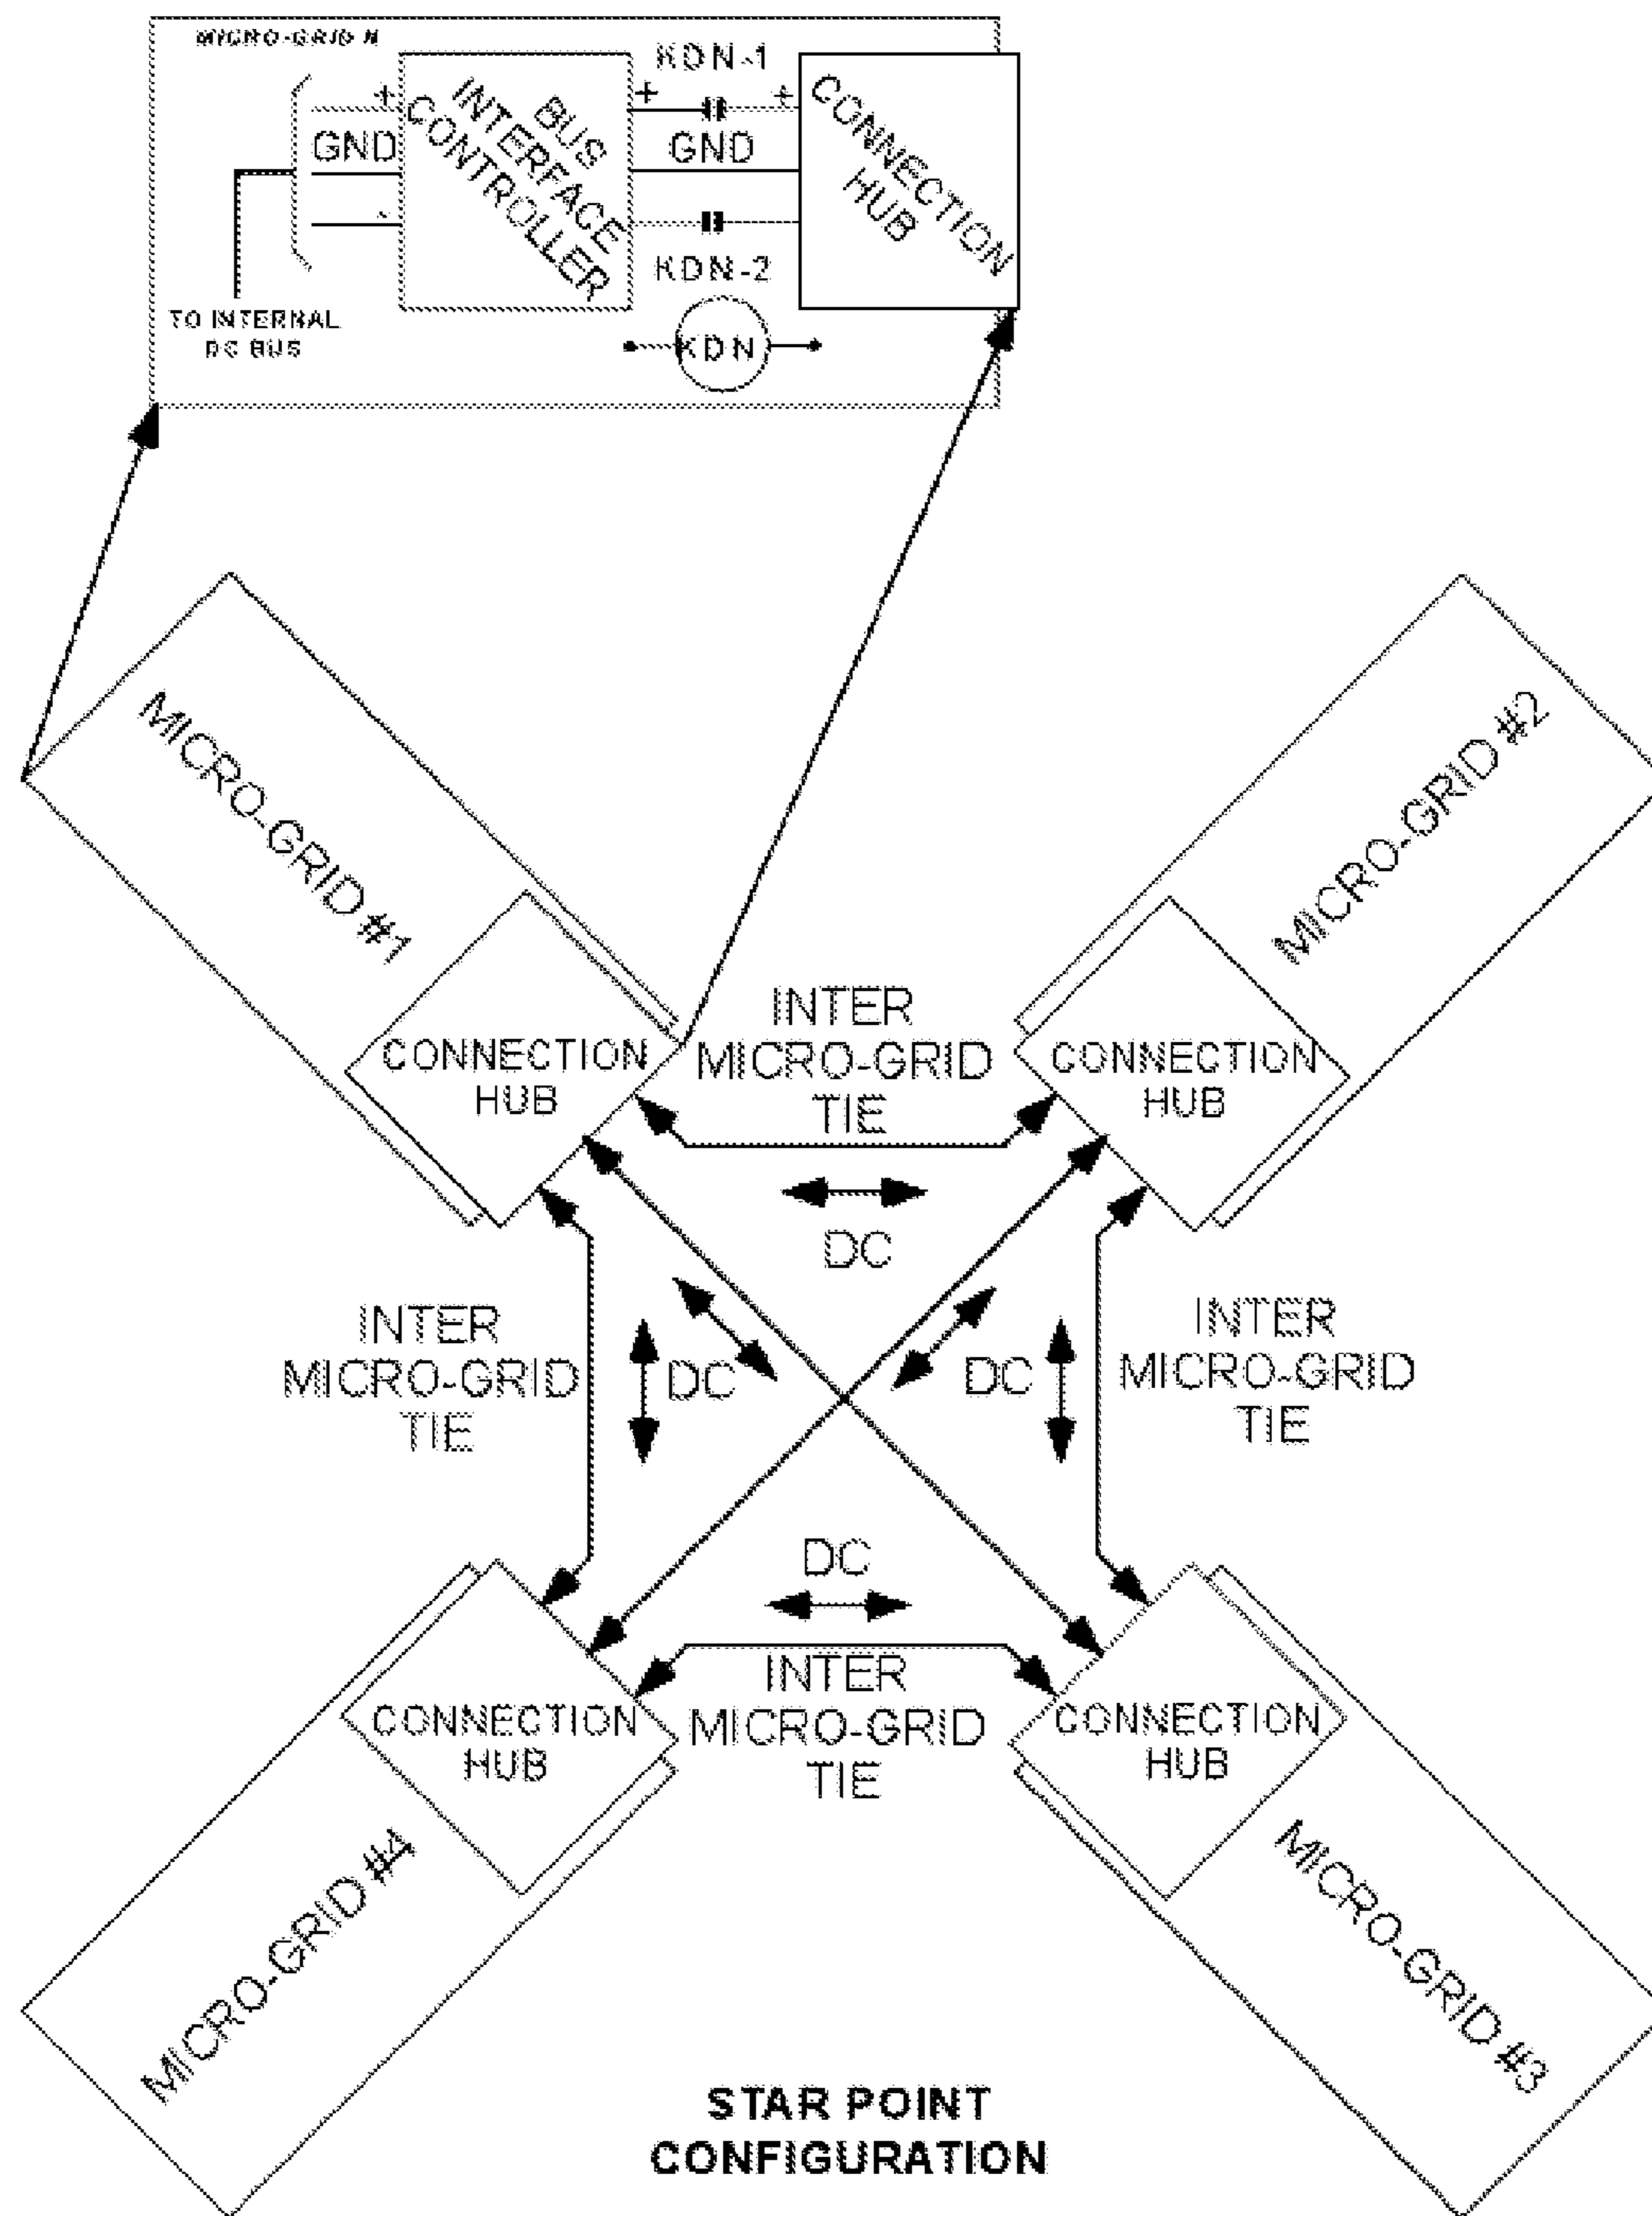 MICRO-GRID N
KDN-1
+
+
+
BUS
INTERFACE
CONTROLLER
CONNECTION
HUB
GND
GND
-
KDN-2
TO INTERNAL
DC BUS
KDN
MICRO-GRID #1
MICRO-GRID #2
CONNECTION
HUB
INTER
MICRO-GRID
TIE
CONNECTION
HUB
DC
INTER
MICRO-GRID
TIE
DC
DC
INTER
MICRO-GRID
TIE
DC
CONNECTION
HUB
INTER
MICRO-GRID
TIE
CONNECTION
HUB
MICRO-GRID #4
MICRO-GRID #3
STAR POINT
CONFIGURATION